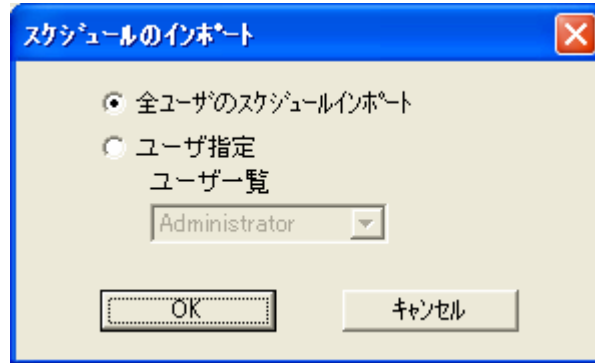 スケジュールのインポート
全ユーザのスケジュールインポート
ユーザ指定
ユーザ一覧
Administrator
OK
キャンセル